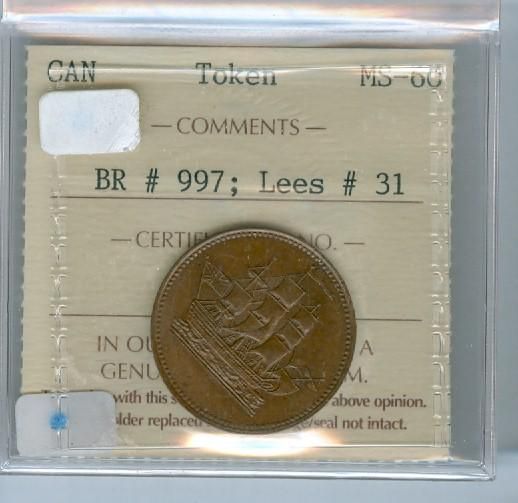 CAN Token MS-60
— COMMENTS —
BR # 997; Lees # 31
— CERTIFI NO. —
IN OU A
GENU M.
with this s above opinion.
older replaced e/seal not intact.